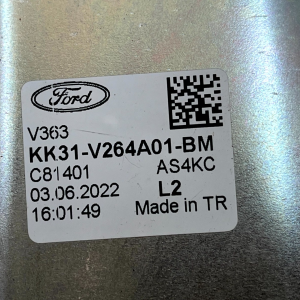 Ford
V363
KK31-V264A01-BM
C81401 AS4KC
03.06.2022 L2
16:01:49 Made in TR